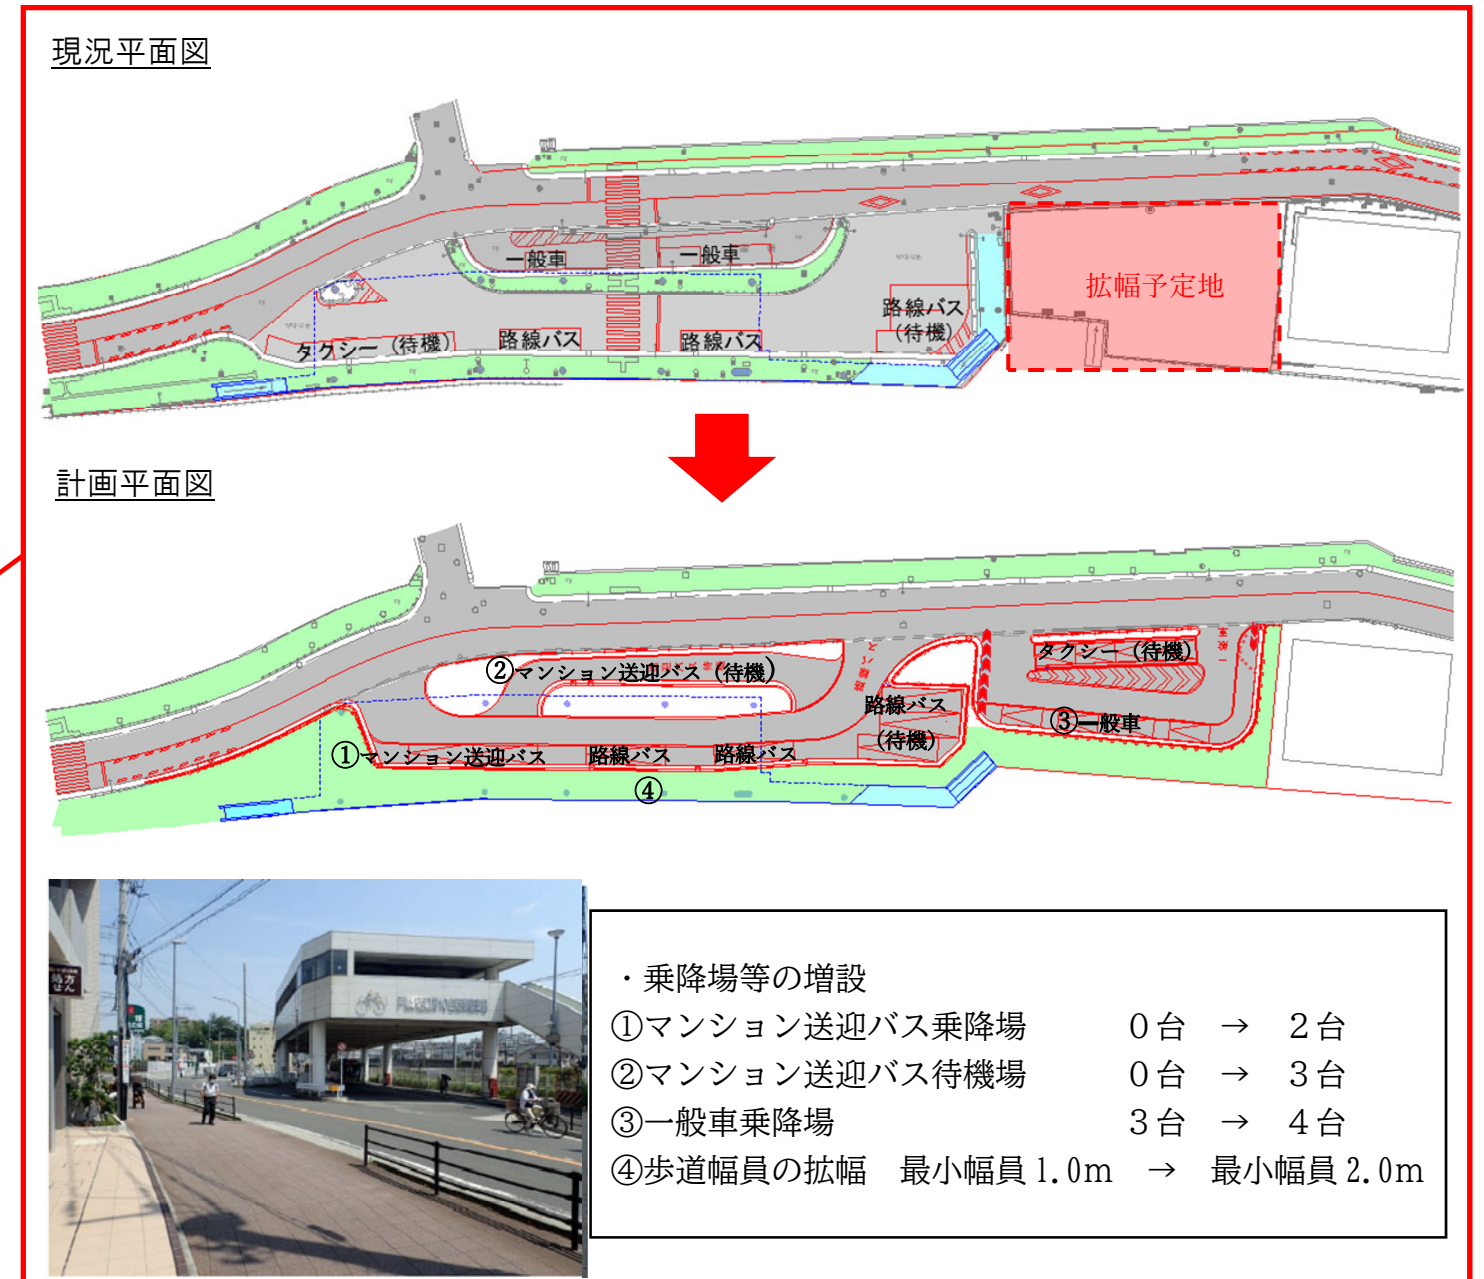 現況平面図
一般車
一般車
拡幅予定地
路線バス
(待機)
タクシー (待機)
路線バス
路線バス
計画平面図
②マンション送迎バス (待機)
タクシー (待機)
路線バス
路線バス
(待機)
③一般車
①マンション送迎バス
路線バス
路線バス
④
・乗降場等の増設
①マンション送迎バス乗降場 0台 → 2台
②マンション送迎バス待機場 0台 → 3台
③一般車乗降場 3台 → 4台
④歩道幅員の拡幅 最小幅員1.0m → 最小幅員2.0m